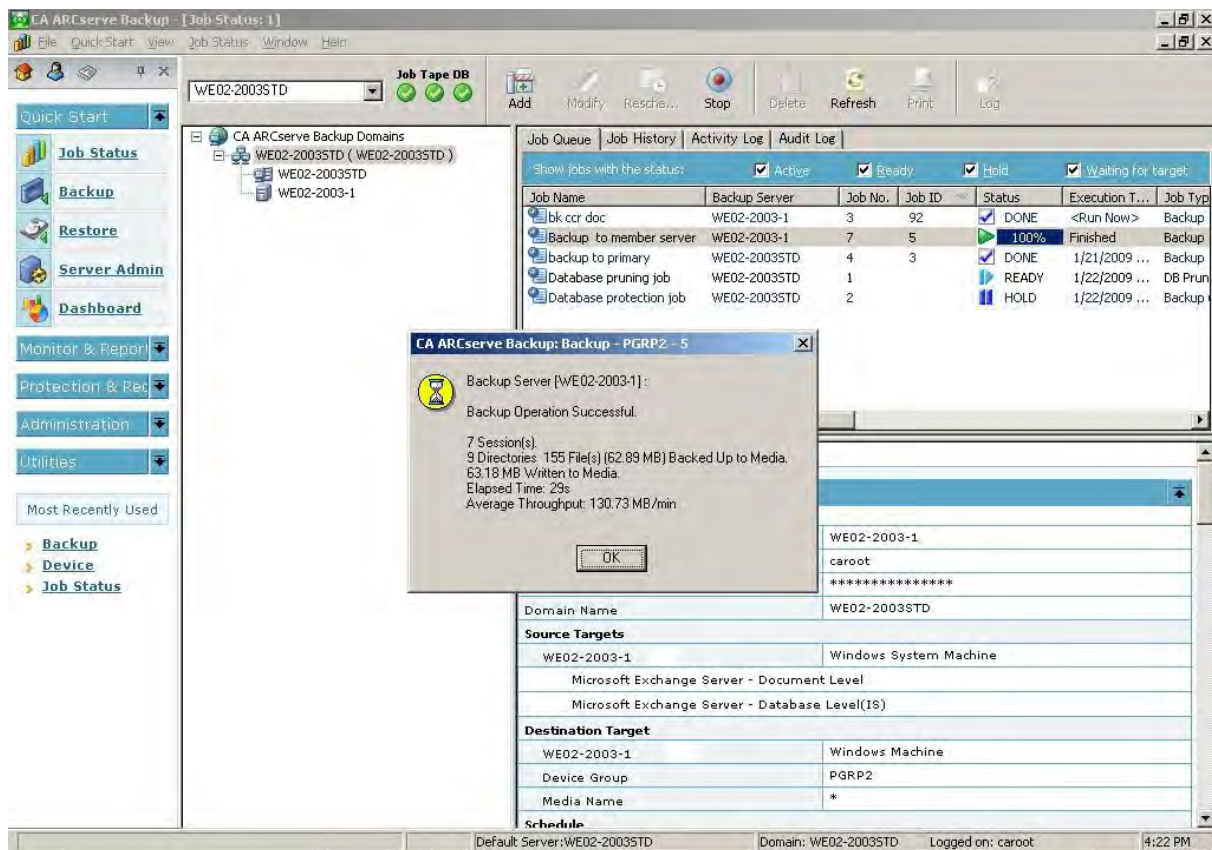 CA ARCserve Backup - [Job Status: 1]
File Quick Start View Job Status Window Help
WE02-2003STD
Job Tape DB
Add Modify Resche... Stop Delete Refresh Print Log
Quick Start
Job Status
Backup
Restore
Server Admin
Dashboard
Monitor & Report
Protection & Rec
Administration
Utilities
Most Recently Used
Backup
Device
Job Status
CA ARCserve Backup Domains
WE02-2003STD ( WE02-2003STD )
WE02-2003STD
WE02-2003-1
Job Queue Job History Activity Log Audit Log
Show jobs with the status: Active Ready Hold Waiting for target
Job Name Backup Server Job No. Job ID Status Execution T... Job Typ
bk ccr doc WE02-2003-1 3 92 DONE <Run Now> Backup
Backup to member server WE02-2003-1 7 5 100% Finished Backup
backup to primary WE02-2003STD 4 3 DONE 1/21/2009 ... Backup
Database pruning job WE02-2003STD 1 READY 1/22/2009 ... DB Prun
Database protection job WE02-2003STD 2 HOLD 1/22/2009 ... Backup
CA ARCserve Backup: Backup - PGRP2 - 5
Backup Server [WE02-2003-1] :
Backup Operation Successful.
7 Session(s).
9 Directories 155 File(s) (62.89 MB) Backed Up to Media.
63.18 MB Written to Media.
Elapsed Time: 29s
Average Throughput: 130.73 MB/min
OK
WE02-2003-1
caroot
***************
Domain Name WE02-2003STD
Source Targets
WE02-2003-1 Windows System Machine
Microsoft Exchange Server - Document Level
Microsoft Exchange Server - Database Level(IS)
Destination Target
WE02-2003-1 Windows Machine
Device Group PGRP2
Media Name *
Schedule
Default Server:WE02-2003STD Domain: WE02-2003STD Logged on: caroot 4:22 PM